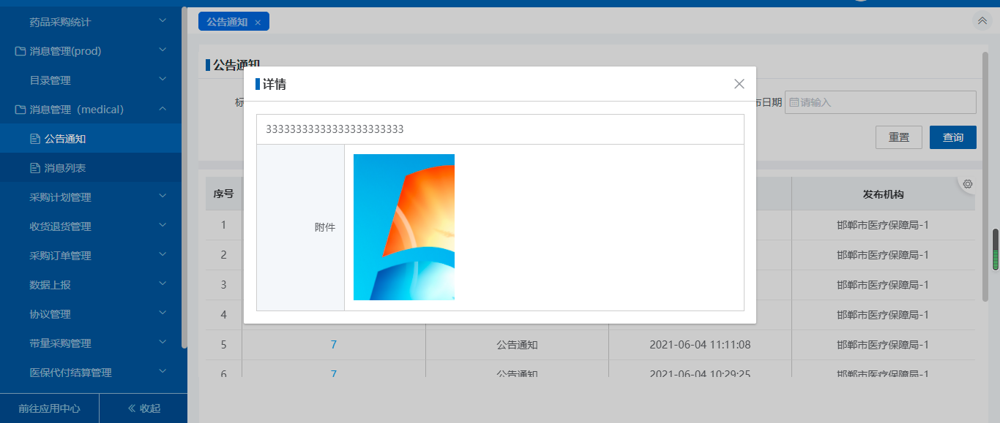 药品采购统计
消息管理(prod)
目录管理
消息管理（medical）
公告通知
消息列表
采购计划管理
收货退货管理
采购订单管理
数据上报
协议管理
带量采购管理
医保代付结算管理
前往应用中心
收起
公告通知
公告通知
标
布日期
请输入
重置
查询
详情
33333333333333333333333
附件
序号
发布机构
1
邯郸市医疗保障局-1
2
邯郸市医疗保障局-1
3
邯郸市医疗保障局-1
4
邯郸市医疗保障局-1
5 7 公告通知 2021-06-04 11:11:08 邯郸市医疗保障局-1
6 7 公告通知 2021-06-04 10:29:25 邯郸市医疗保障局-1